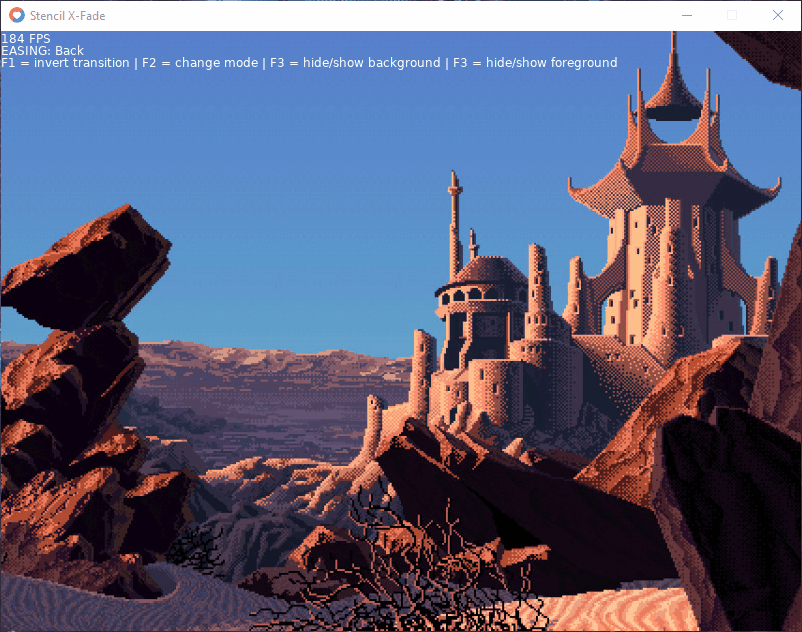 Stencil X-Fade
184 FPS
EASING: Back
F1 = invert transition | F2 = change mode | F3 = hide/show background | F3 = hide/show foreground